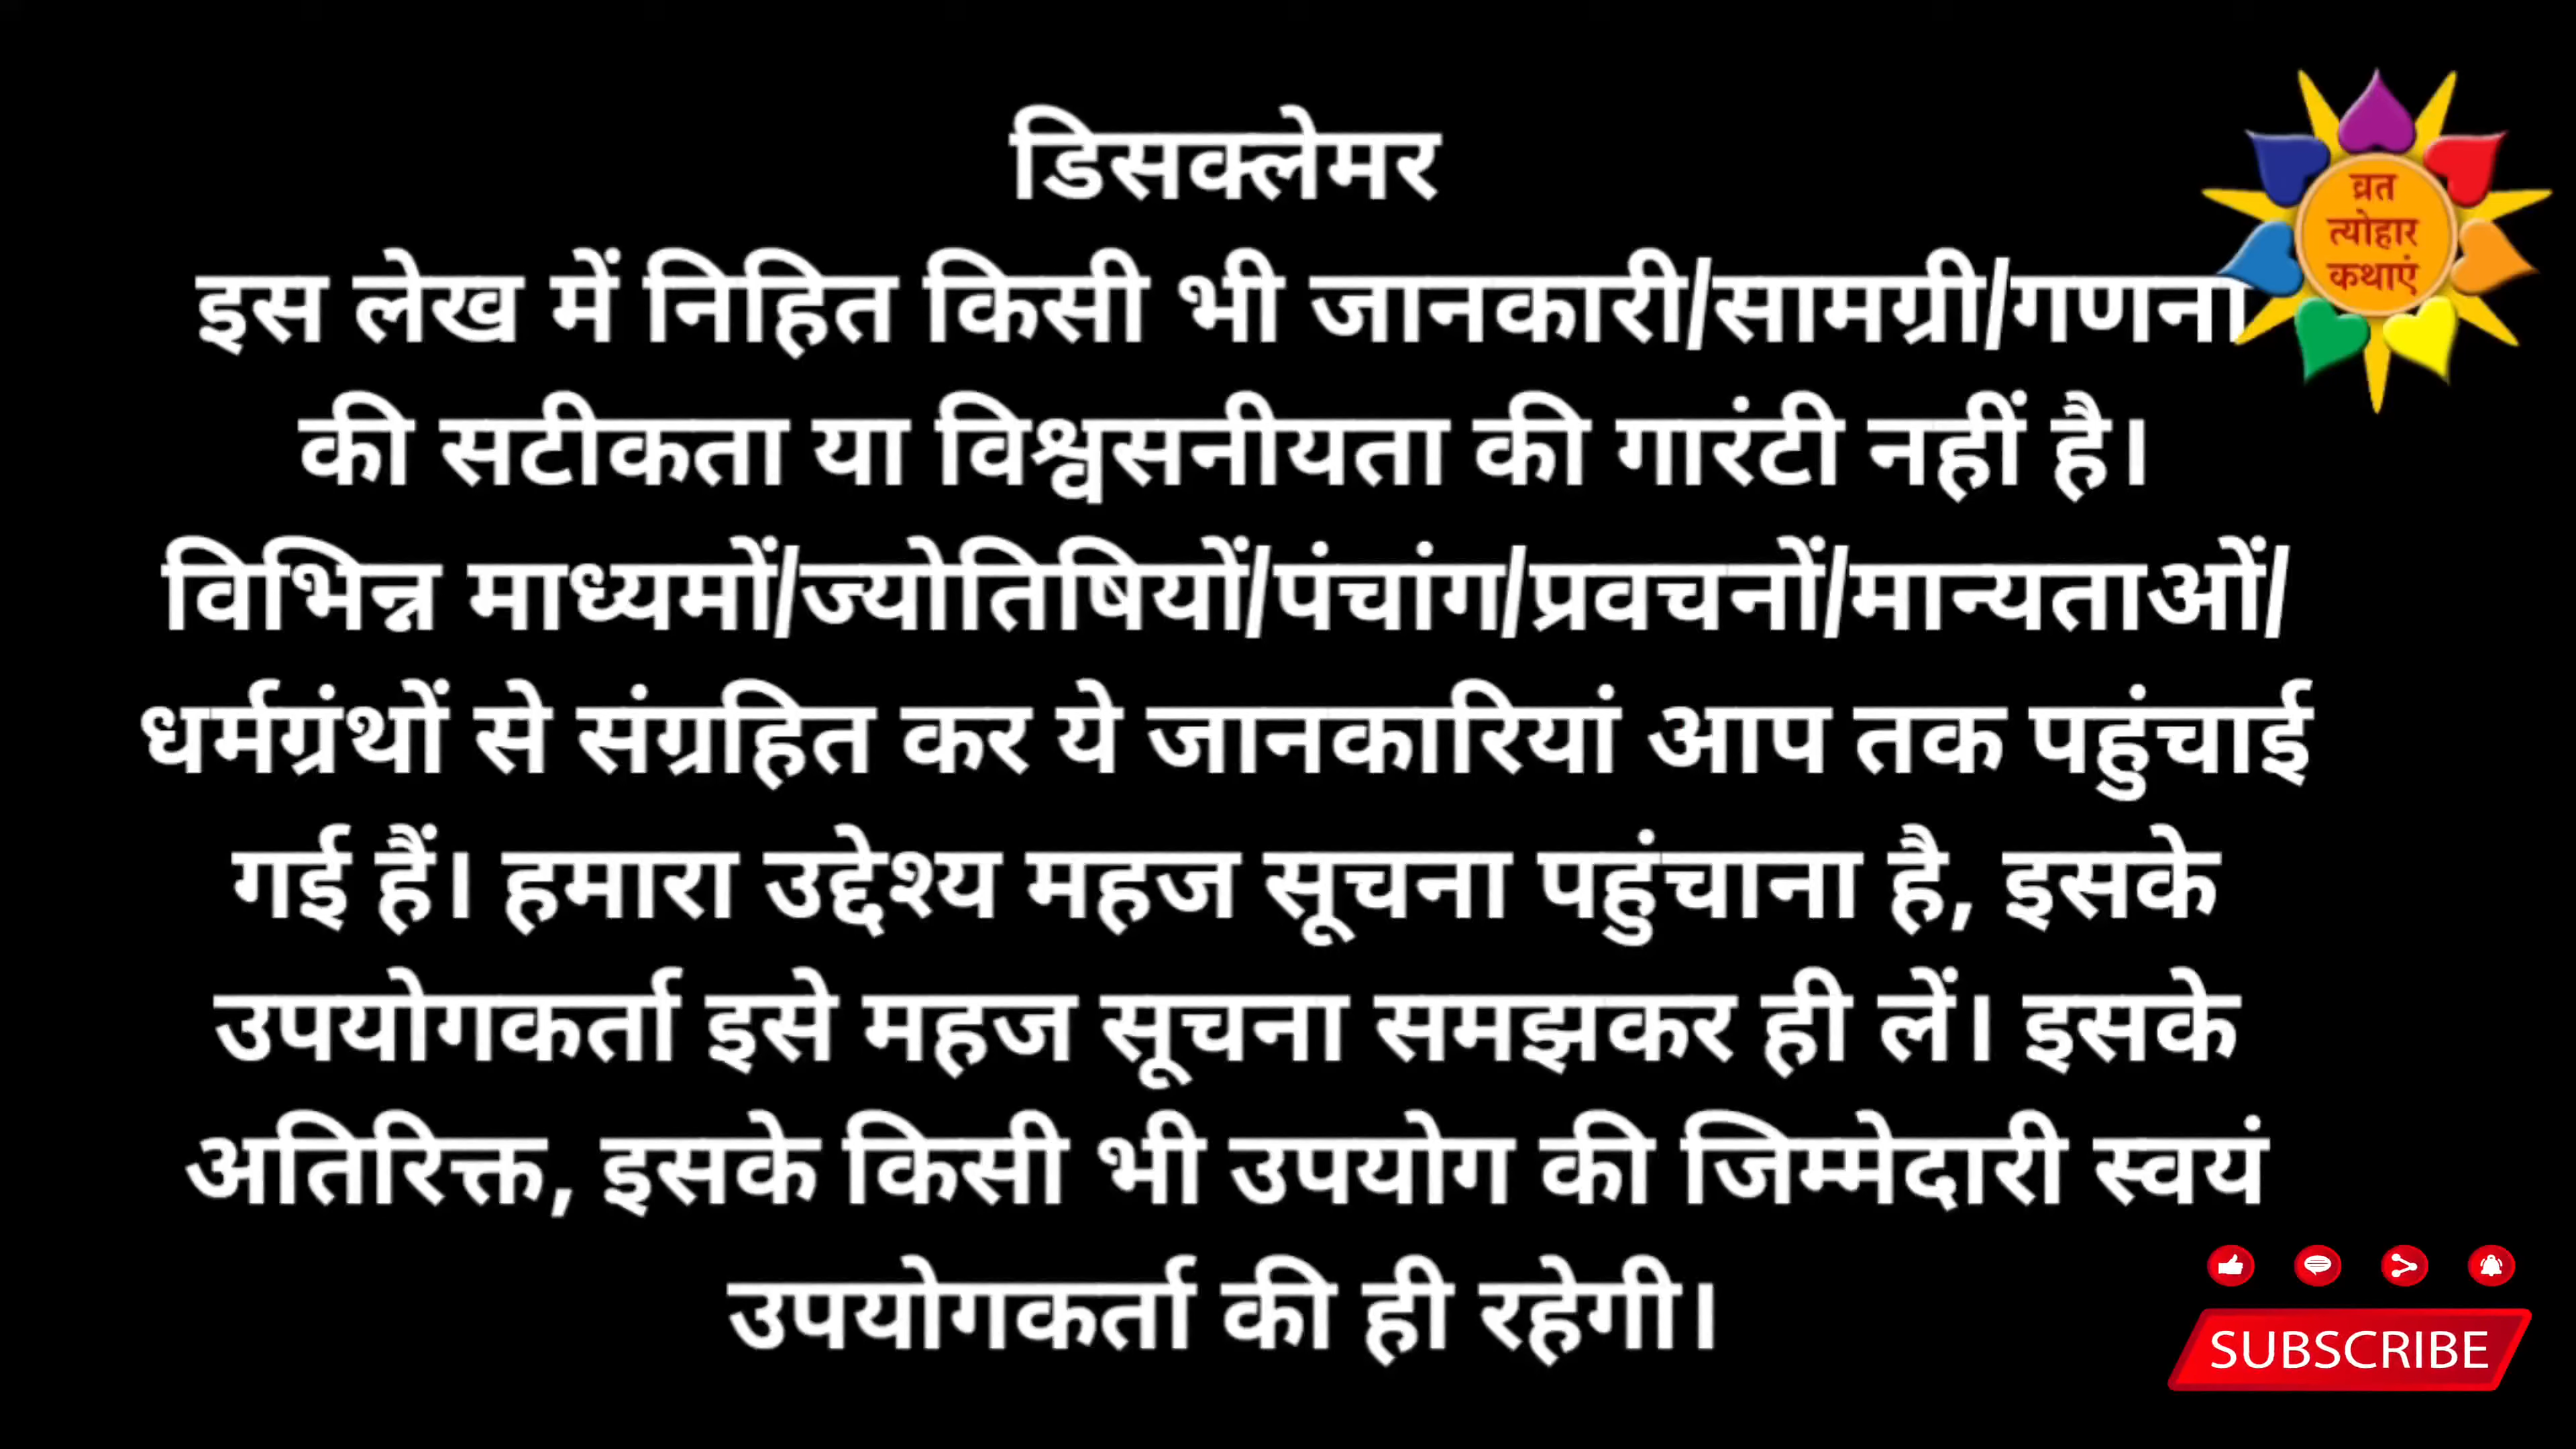 डिसक्लेमर
इस लेख में निहित किसी भी जानकारी/सामग्री/गणना
की सटीकता या विश्वसनीयता की गारंटी नहीं है।
विभिन्न माध्यमों/ज्योतिषियों/पंचांग/प्रवचनों/मान्यताओं/
धर्मग्रंथों से संग्रहित कर ये जानकारियां आप तक पहुंचाई
गई हैं। हमारा उद्देश्य महज सूचना पहुंचाना है, इसके
उपयोगकर्ता इसे महज सूचना समझकर ही लें। इसके
अतिरिक्त, इसके किसी भी उपयोग की जिम्मेदारी स्वयं
उपयोगकर्ता की ही रहेगी।
व्रत
त्योहार
कथाएं
SUBSCRIBE